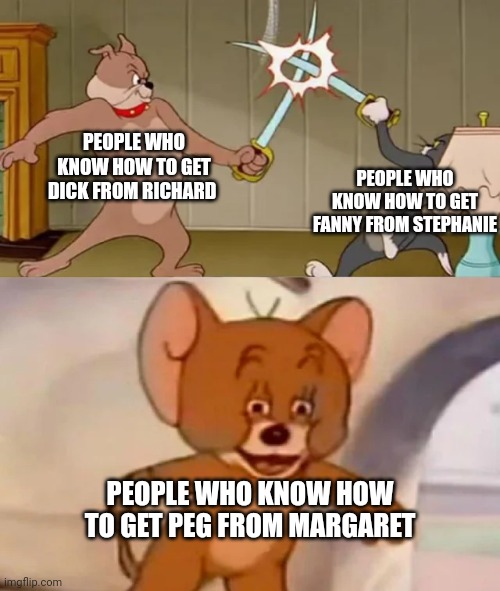 PEOPLE WHO
KNOW HOW TO GET
DICK FROM RICHARD
PEOPLE WHO
KNOW HOW TO GET
FANNY FROM STEPHANIE
PEOPLE WHO KNOW HOW
TO GET PEG FROM MARGARET
imgflip.com